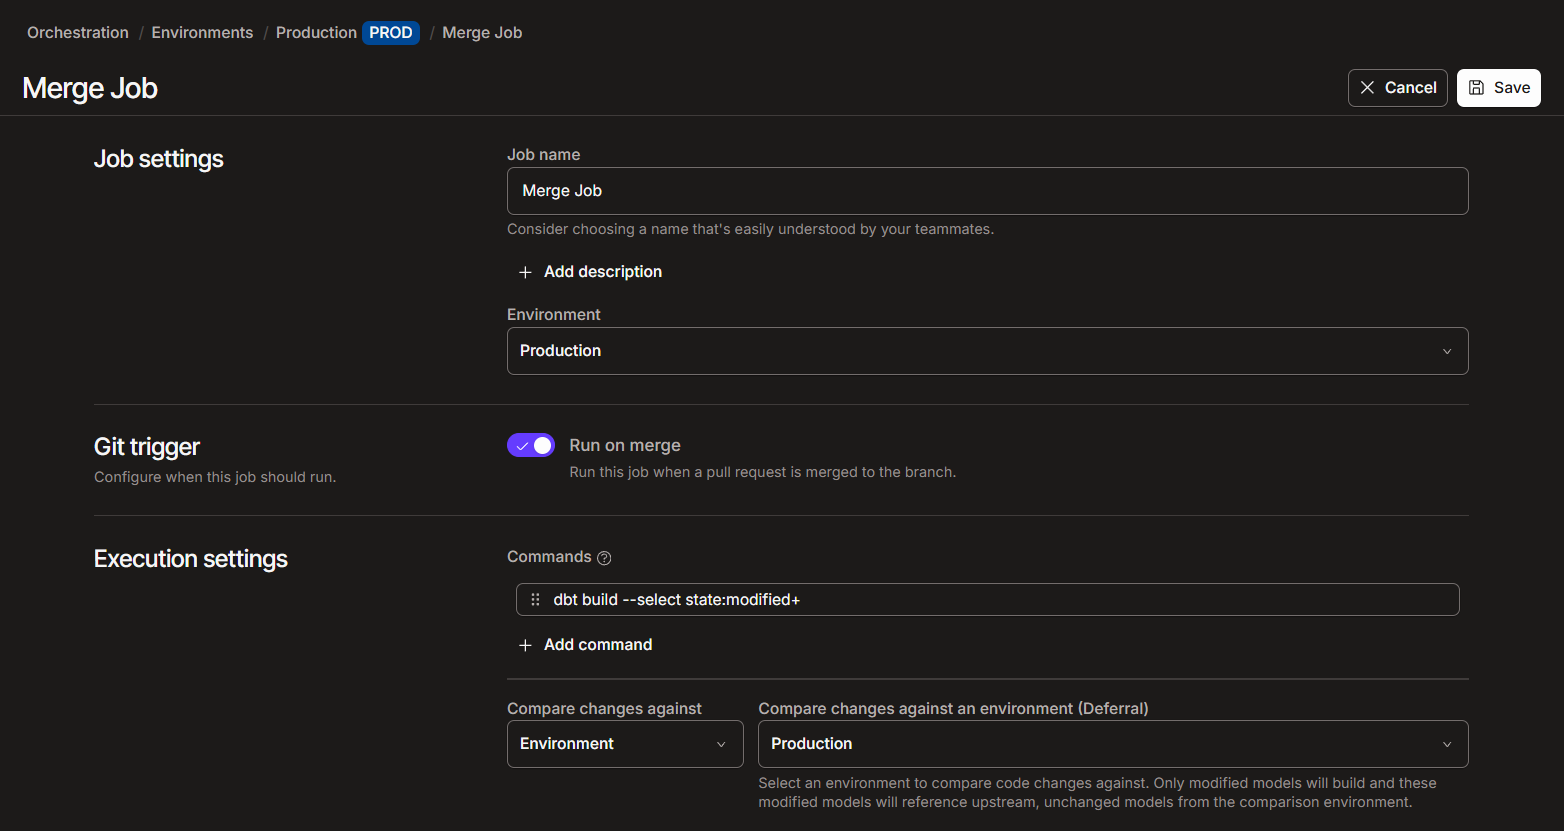 Orchestration / Environments / Production PROD / Merge Job
Merge Job
Cancel
Save
Job settings
Job name
Merge Job
Consider choosing a name that's easily understood by your teammates.
Add description
Environment
Production
Git trigger
Configure when this job should run.
Run on merge
Run this job when a pull request is merged to the branch.
Execution settings
Commands ?
dbt build --select state:modified+
Add command
Compare changes against
Environment
Compare changes against an environment (Deferral)
Production
Select an environment to compare code changes against. Only modified models will build and these
modified models will reference upstream, unchanged models from the comparison environment.